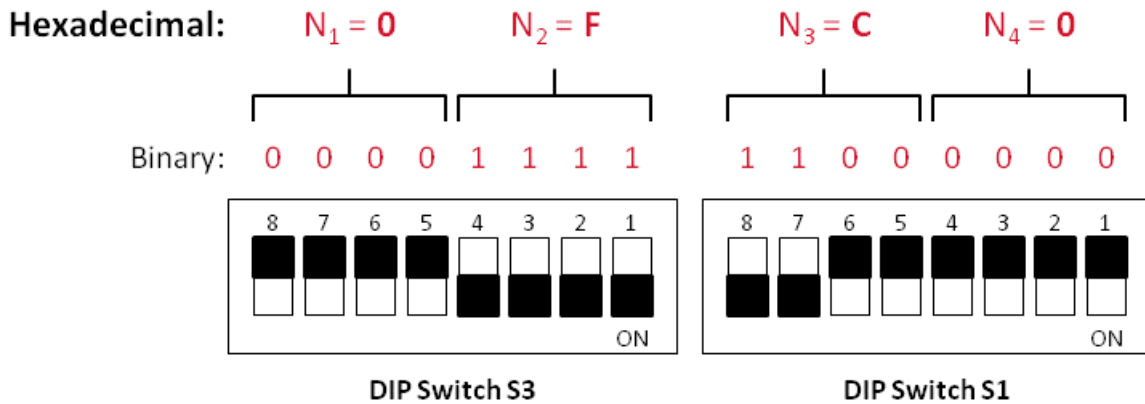 Hexadecimal: N₁ = 0 N₂ = F N₃ = C N₄ = 0
Binary: 0 0 0 0 1 1 1 1 1 1 0 0 0 0 0 0
8 7 6 5 4 3 2 1 8 7 6 5 4 3 2 1
ON ON
DIP Switch S3 DIP Switch S1